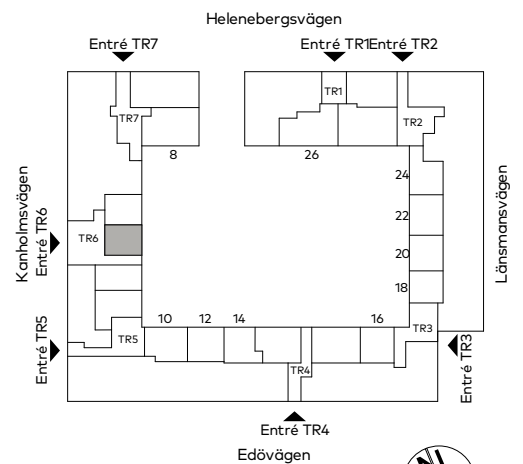 Helenebergsvägen
Entré TR7
Entré TR1
Entré TR2
TR1
TR7
TR2
8
26
24
22
20
18
Kanholmsvägen
Entré TR6
TR6
Länsmansvägen
10
12
14
16
TR3
TR5
Entré TR5
TR4
Entré TR3
Entré TR4
Edövägen
N